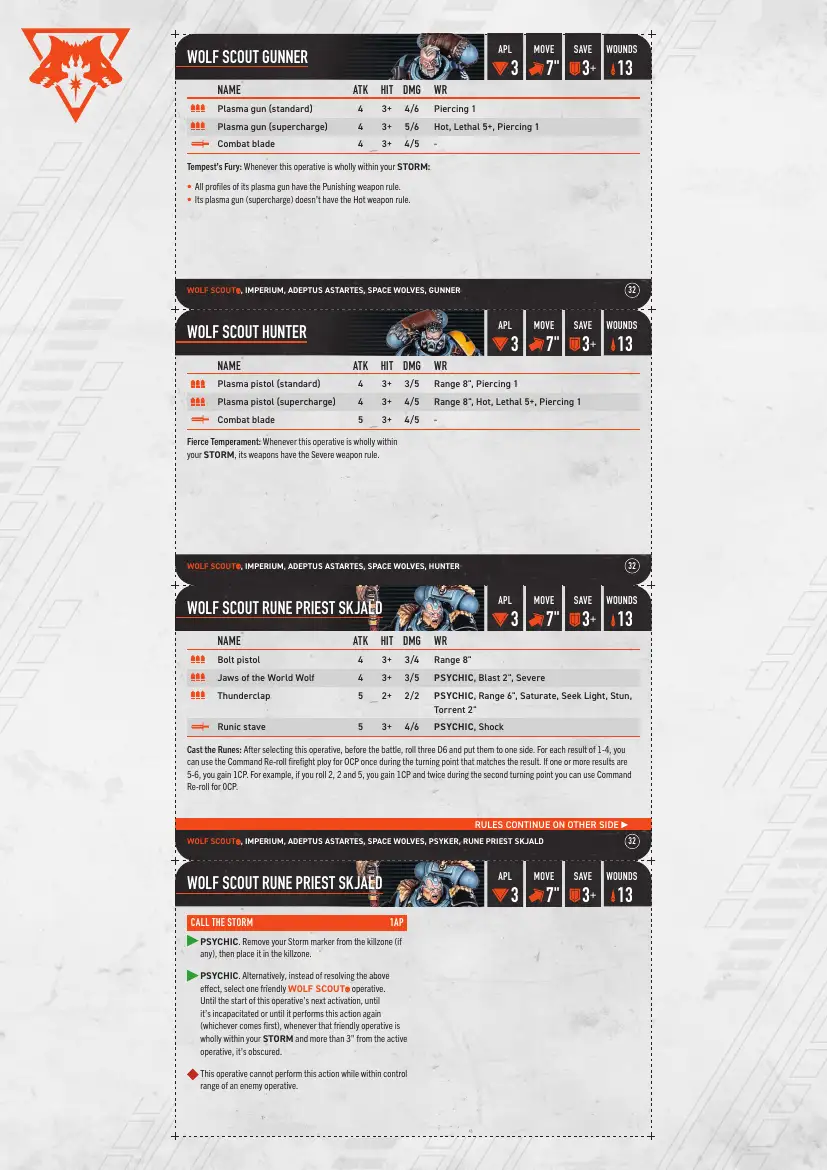 WOLF SCOUT GUNNER
APL MOVE SAVE WOUNDS
3 7" 3+ 13
NAME ATK HIT DMG WR
Plasma gun (standard) 4 3+ 4/6 Piercing 1
Plasma gun (supercharge) 4 3+ 5/6 Hot, Lethal 5+, Piercing 1
Combat blade 4 3+ 4/5 -
Tempest's Fury: Whenever this operative is wholly within your STORM:
• All profiles of its plasma gun have the Punishing weapon rule.
• Its plasma gun (supercharge) doesn't have the Hot weapon rule.
WOLF SCOUT, IMPERIUM, ADEPTUS ASTARTES, SPACE WOLVES, GUNNER 32
WOLF SCOUT HUNTER
APL MOVE SAVE WOUNDS
3 7" 3+ 13
NAME ATK HIT DMG WR
Plasma pistol (standard) 4 3+ 3/5 Range 8", Piercing 1
Plasma pistol (supercharge) 4 3+ 4/5 Range 8", Hot, Lethal 5+, Piercing 1
Combat blade 5 3+ 4/5 -
Fierce Temperament: Whenever this operative is wholly within
your STORM, its weapons have the Severe weapon rule.
WOLF SCOUT, IMPERIUM, ADEPTUS ASTARTES, SPACE WOLVES, HUNTER 32
WOLF SCOUT RUNE PRIEST SKJALD
APL MOVE SAVE WOUNDS
3 7" 3+ 13
NAME ATK HIT DMG WR
Bolt pistol 4 3+ 3/4 Range 8"
Jaws of the World Wolf 4 3+ 3/5 PSYCHIC, Blast 2", Severe
Thunderclap 5 2+ 2/2 PSYCHIC, Range 6", Saturate, Seek Light, Stun,
Torrent 2"
Runic stave 5 3+ 4/6 PSYCHIC, Shock
Cast the Runes: After selecting this operative, before the battle, roll three D6 and put them to one side. For each result of 1-4, you
can use the Command Re-roll firefight ploy for 0CP once during the turning point that matches the result. If one or more results are
5-6, you gain 1CP. For example, if you roll 2, 2 and 5, you gain 1CP and twice during the second turning point you can use Command
Re-roll for 0CP.
RULES CONTINUE ON OTHER SIDE ▶
WOLF SCOUT, IMPERIUM, ADEPTUS ASTARTES, SPACE WOLVES, PSYKER, RUNE PRIEST SKJALD 32
WOLF SCOUT RUNE PRIEST SKJALD
APL MOVE SAVE WOUNDS
3 7" 3+ 13
CALL THE STORM 1AP
PSYCHIC. Remove your Storm marker from the killzone (if
any), then place it in the killzone.
PSYCHIC. Alternatively, instead of resolving the above
effect, select one friendly WOLF SCOUT operative.
Until the start of this operative's next activation, until
it's incapacitated or until it performs this action again
(whichever comes first), whenever that friendly operative is
wholly within your STORM and more than 3" from the active
operative, it's obscured.
This operative cannot perform this action while within control
range of an enemy operative.